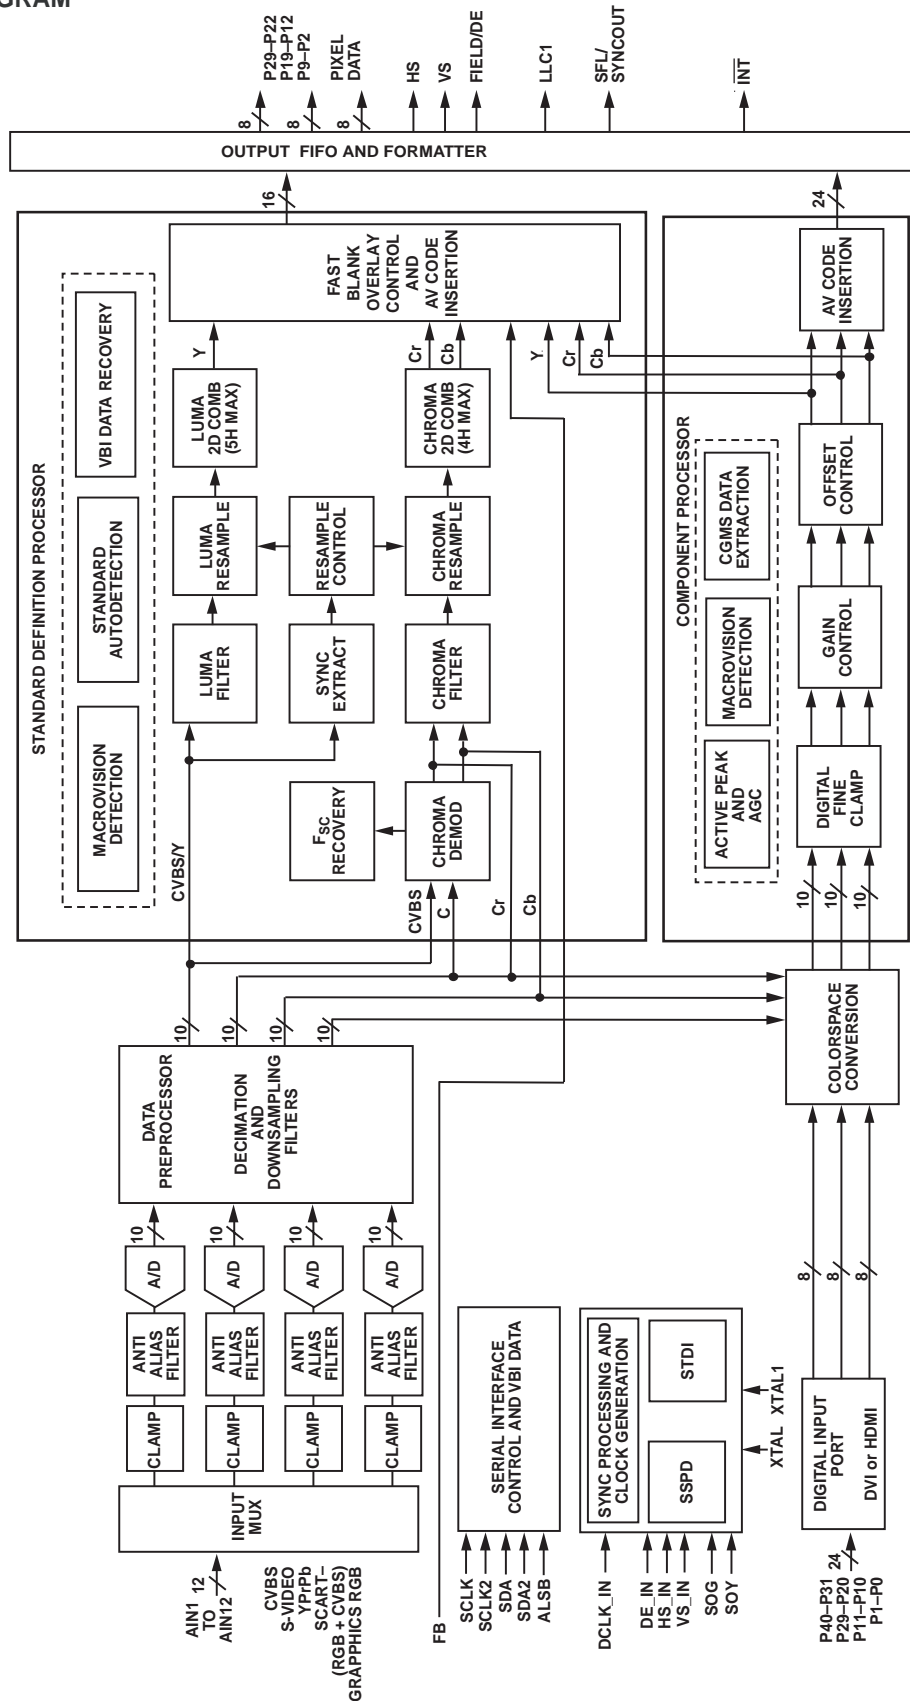 GRAM
AIN1
TO
AIN12
12
CVBS
S-VIDEO
YPrPb
SCART–
(RGB + CVBS)
GRAPPHICS RGB
INPUT
MUX
CLAMP
CLAMP
CLAMP
CLAMP
ANTI
ALIAS
FILTER
ANTI
ALIAS
FILTER
ANTI
ALIAS
FILTER
ANTI
ALIAS
FILTER
A/D
A/D
A/D
A/D
10
10
10
10
DATA
PREPROCESSOR
DECIMATION
AND
DOWNSAMPLING
FILTERS
10
10
10
10
STANDARD DEFINITION PROCESSOR
MACROVISION
DETECTION
STANDARD
AUTODETECTION
VBI DATA RECOVERY
CVBS/Y
CVBS
C
Cr
Cb
FSC
RECOVERY
CHROMA
DEMOD
LUMA
FILTER
SYNC
EXTRACT
CHROMA
FILTER
LUMA
RESAMPLE
RESAMPLE
CONTROL
CHROMA
RESAMPLE
LUMA
2D COMB
(5H MAX)
CHROMA
2D COMB
(4H MAX)
Y
Cr
Cb
Y
Cr
Cb
FAST
BLANK
OVERLAY
CONTROL
AND
AV CODE
INSERTION
16
FB
SCLK
SCLK2
SDA
SDA2
ALSB
SERIAL INTERFACE
CONTROL AND VBI DATA
DCLK_IN
DE_IN
HS_IN
VS_IN
SOG
SOY
SYNC PROCESSING AND
CLOCK GENERATION
SSPD
STDI
XTAL XTAL1
P40–P31
P29–P20
P11–P10
P1–P0
24
DIGITAL INPUT
PORT
DVI or HDMI
8
8
8
COLORSPACE
CONVERSION
10
10
10
COMPONENT PROCESSOR
ACTIVE PEAK
AND
AGC
MACROVISION
DETECTION
CGMS DATA
EXTRACTION
DIGITAL
FINE
CLAMP
GAIN
CONTROL
OFFSET
CONTROL
AV CODE
INSERTION
24
OUTPUT FIFO AND FORMATTER
8
8
8
P29–P22
P19–P12
P9–P2
PIXEL
DATA
HS
VS
FIELD/DE
LLC1
SFL/
SYNCOUT
INT